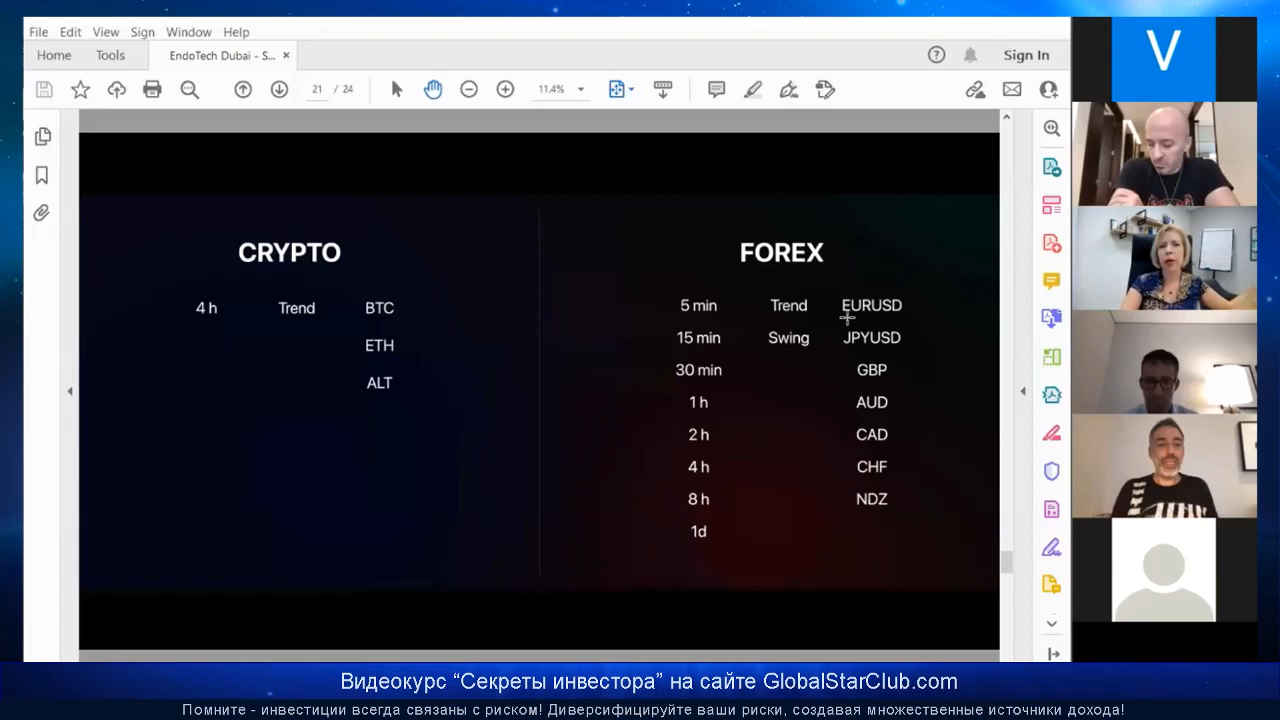 File Edit View Sign Window Help
Home Tools EndoTech Dubai - S... × Sign In
21 / 24 11.4%
V
CRYPTO
4 h Trend BTC
ETH
ALT
FOREX
5 min Trend EURUSD
15 min Swing JPYUSD
30 min GBP
1 h AUD
2 h CAD
4 h CHF
8 h NDZ
1d
Видеокурс “Секреты инвестора” на сайте GlobalStarClub.com
Помните - инвестиции всегда связаны с риском! Диверсифицируйте ваши риски, создавая множественные источники дохода!